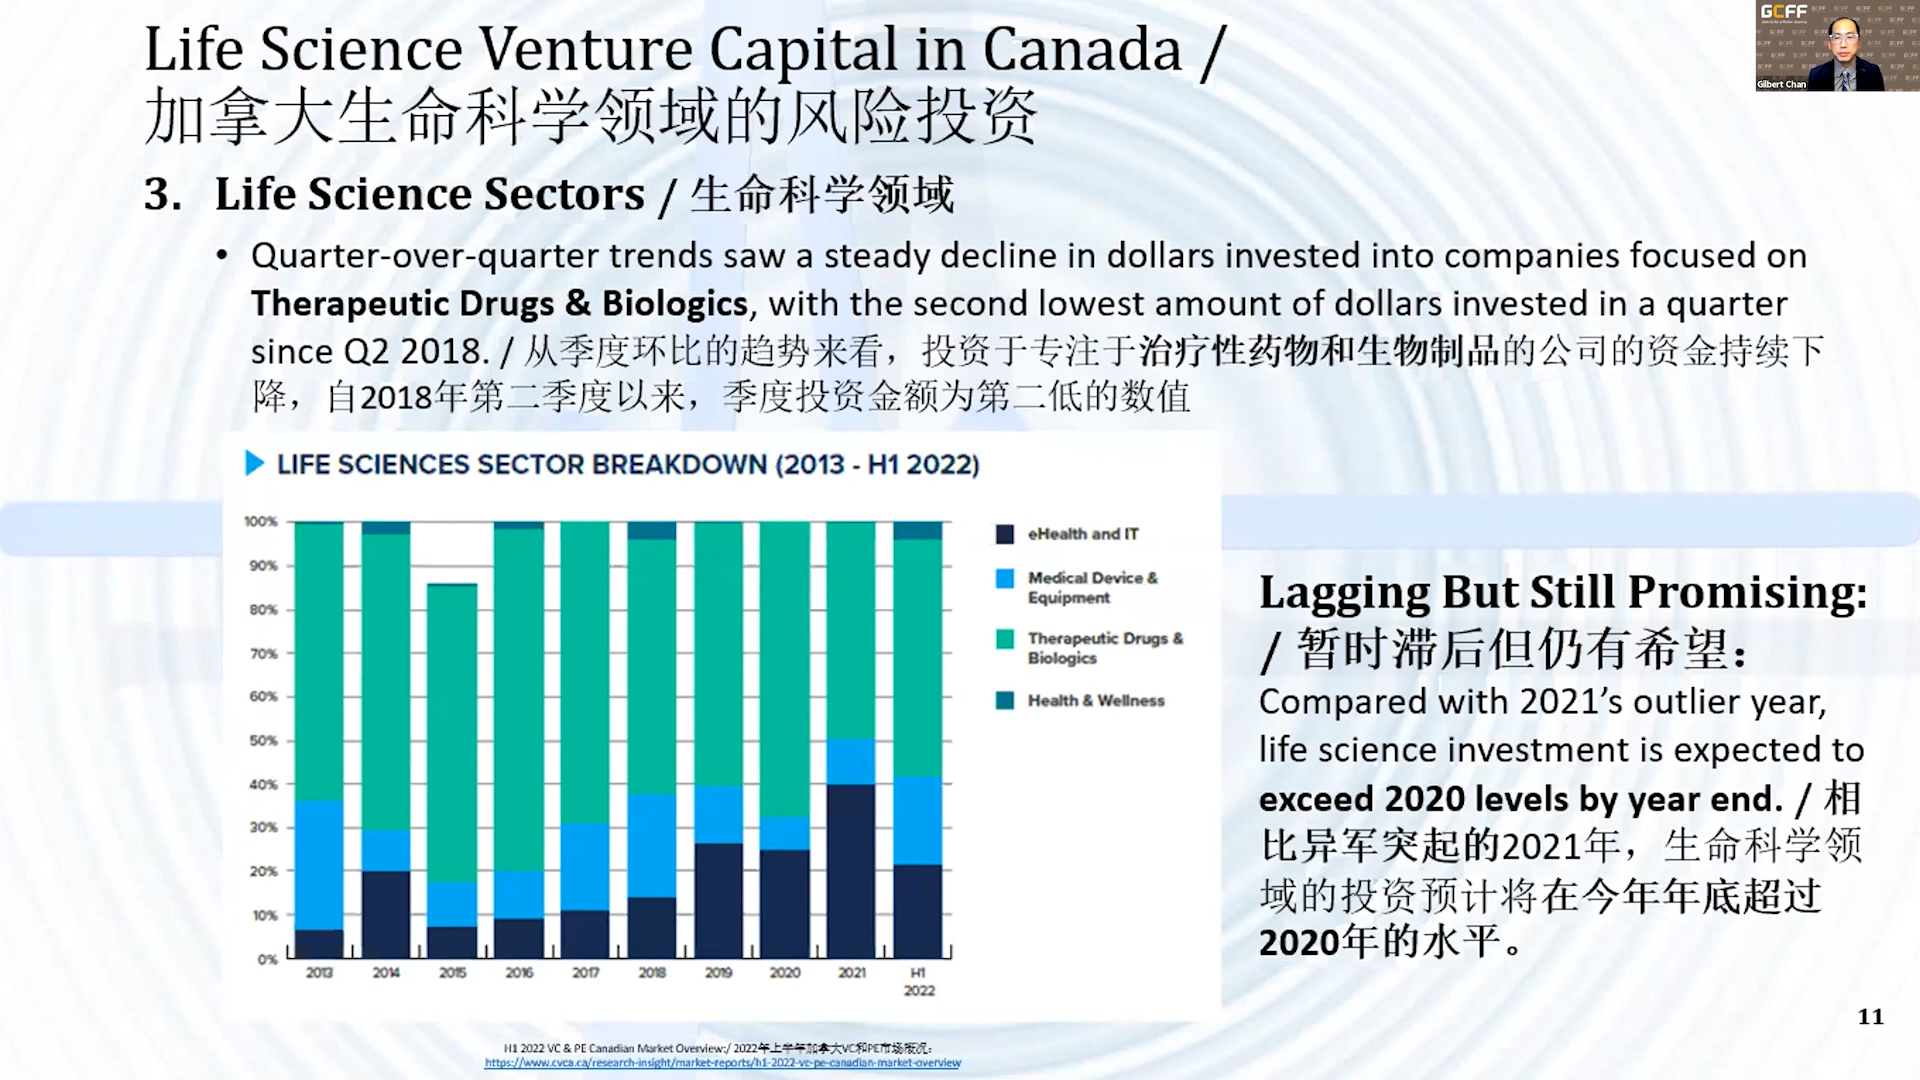 Life Science Venture Capital in Canada /
加拿大生命科学领域的风险投资
GCFF
Gilbert Chan
3. Life Science Sectors / 生命科学领域
• Quarter-over-quarter trends saw a steady decline in dollars invested into companies focused on
Therapeutic Drugs & Biologics, with the second lowest amount of dollars invested in a quarter
since Q2 2018. / 从季度环比的趋势来看，投资于专注于治疗性药物和生物制品的公司的资金持续下
降，自2018年第二季度以来，季度投资金额为第二低的数值
LIFE SCIENCES SECTOR BREAKDOWN (2013 - H1 2022)
100%
90%
80%
70%
60%
50%
40%
30%
20%
10%
0%
2013 2014 2015 2016 2017 2018 2019 2020 2021 H1
2022
eHealth and IT
Medical Device &
Equipment
Therapeutic Drugs &
Biologics
Health & Wellness
Lagging But Still Promising:
/ 暂时滞后但仍有希望：
Compared with 2021’s outlier year,
life science investment is expected to
exceed 2020 levels by year end. / 相
比异军突起的2021年，生命科学领
域的投资预计将在今年年底超过
2020年的水平。
H1 2022 VC & PE Canadian Market Overview:/ 2022年上半年加拿大VC和PE市场概况：
https://www.cvca.ca/research-insight/market-reports/h1-2022-vc-pe-canadian-market-overview
11